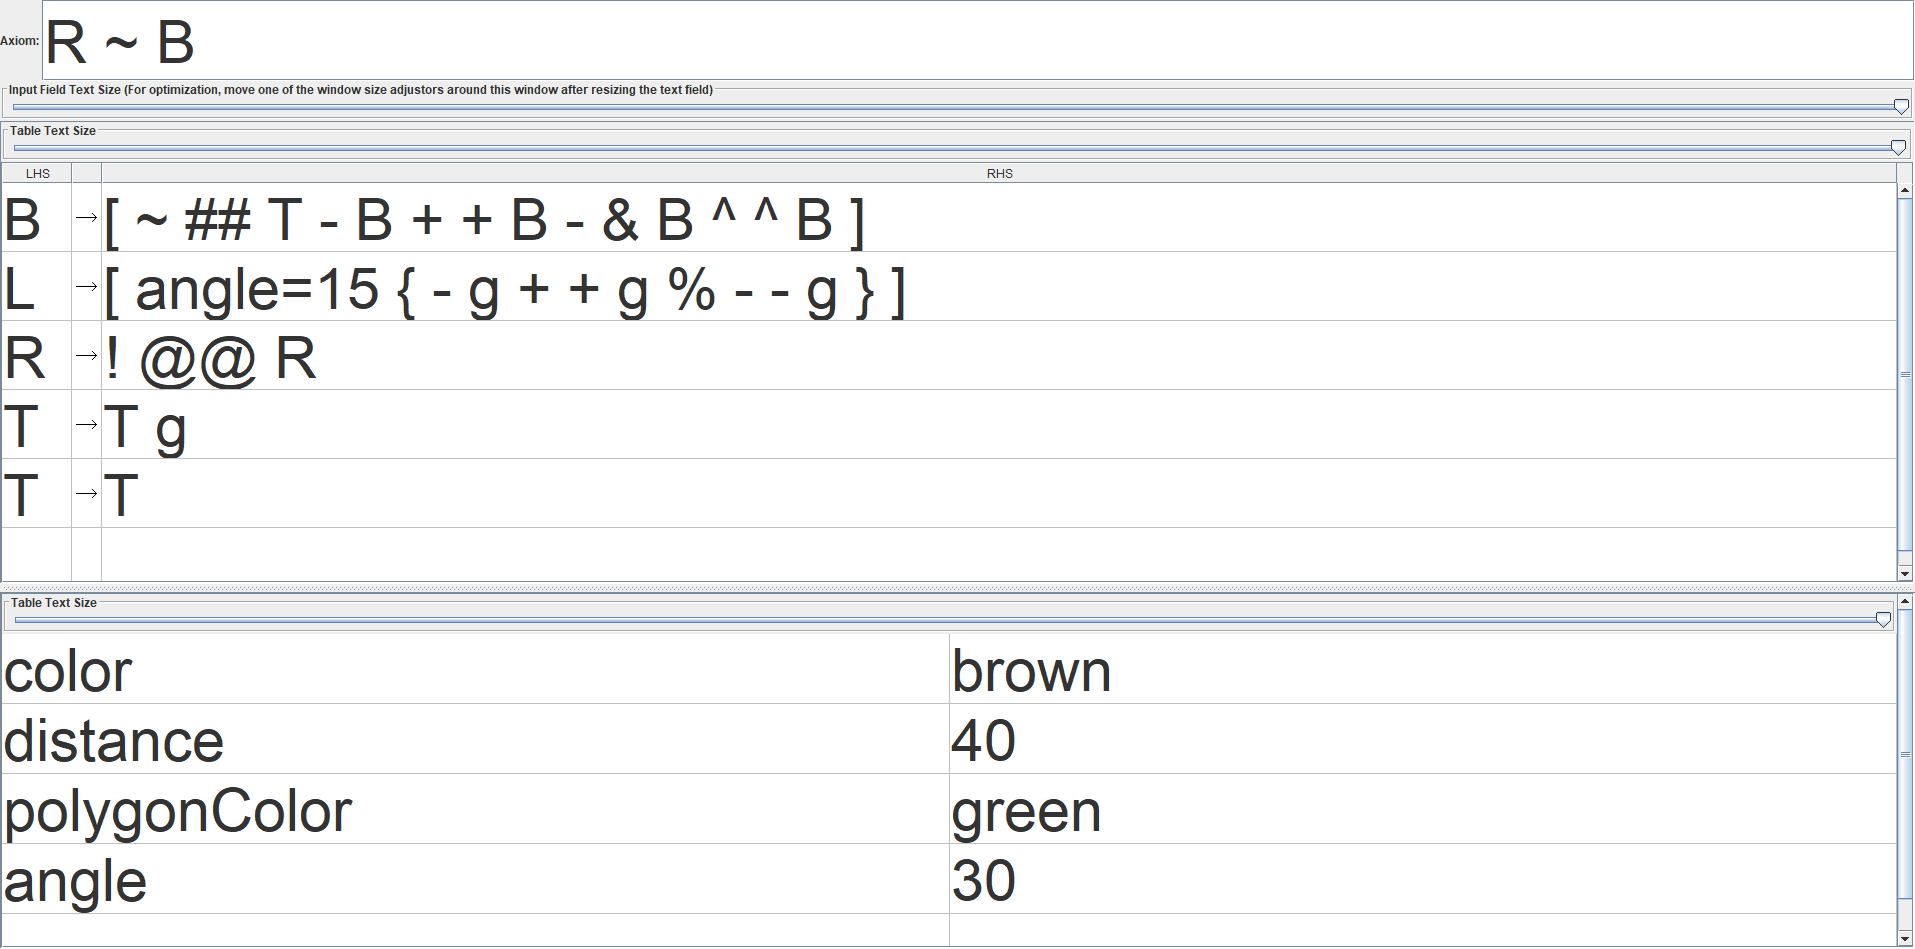 Axiom: R ~ B
Input Field Text Size (For optimization, move one of the window size adjustors around this window after resizing the text field)
Table Text Size
LHS RHS
B → [ ~ ## T - B + + B - & B ^ ^ B ]
L → [ angle=15 { - g + + g % - - g } ]
R → ! @@ R
T → T g
T → T
Table Text Size
color brown
distance 40
polygonColor green
angle 30